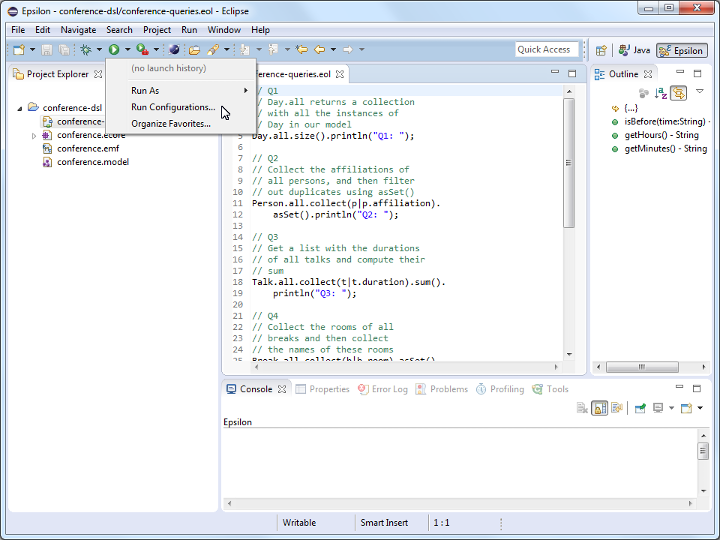 Epsilon - conference-dsl/conference-queries.eol - Eclipse
File Edit Navigate Search Project Run Window Help
Quick Access
Java
Epsilon
Project Explorer
conference-dsl
conference-
conference.ecore
conference.emf
conference.model
(no launch history)
Run As
Run Configurations...
Organize Favorites...
ference-queries.eol
/ Q1
/ Day.all returns a collection
/ with all the instances of
/ Day in our model
5 Day.all.size().println("Q1: ");
6
7 // Q2
8 // Collect the affiliations of
9 // all persons, and then filter
10 // out duplicates using asSet()
11 Person.all.collect(p|p.affiliation).
12 asSet().println("Q2: ");
13
14 // Q3
15 // Get a list with the durations
16 // of all talks and compute their
17 // sum
18 Talk.all.collect(t|t.duration).sum().
19 println("Q3: ");
20
21 // Q4
22 // Collect the rooms of all
23 // breaks and then collect
24 // the names of these rooms
25 Break.all.collect(b|b.room).asSet()
Outline
{...}
isBefore(time:String) -
getHours() - String
getMinutes() - String
Console Properties Error Log Problems Profiling Tools
Epsilon
Writable Smart Insert 1 : 1